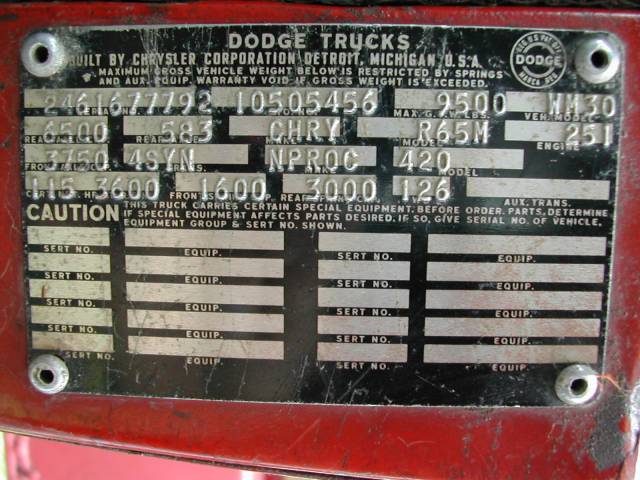 DODGE TRUCKS
BUILT BY CHRYSLER CORPORATION DETROIT, MICHIGAN, U.S.A.
MAXIMUM GROSS VEHICLE WEIGHT BELOW IS RESTRICTED BY SPRINGS
AND AUX. EQUIP. WARRANTY VOID IF GROSS WEIGHT IS EXCEEDED.
DODGE
2461677792 10505456 9500 WM30
MAX. G.V.W. LBS. VEH. MODEL
6500 583 CHRY R65M 251
MAKE MODEL ENGINE
3750 4SYN NPROC 420
TRANS. MAKE MODEL
115 3600 1600 3000 126
AUX. TRANS.
CAUTION THIS TRUCK CARRIES CERTAIN SPECIAL EQUIPMENT. BEFORE ORDER. PARTS, DETERMINE
IF SPECIAL EQUIPMENT AFFECTS PARTS DESIRED. IF SO, GIVE SERIAL NO. OF VEHICLE,
EQUIPMENT GROUP & SERT NO. SHOWN.
SERT NO. EQUIP. SERT NO. EQUIP.
SERT NO. EQUIP. SERT NO. EQUIP.
SERT NO. EQUIP. SERT NO. EQUIP.
SERT NO. EQUIP. SERT NO. EQUIP.
SERT NO. EQUIP. SERT NO. EQUIP.